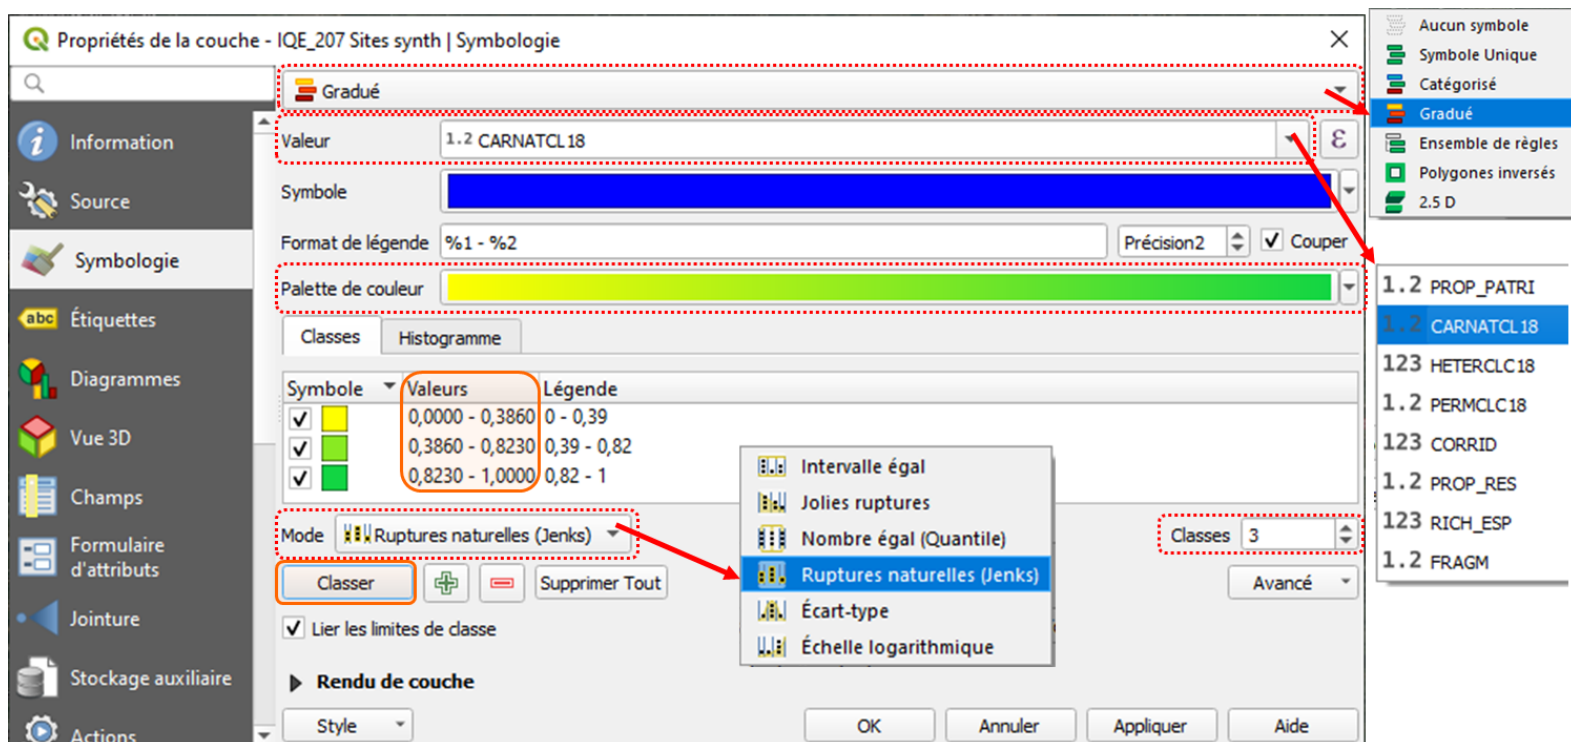 Propriétés de la couche - IQE_207 Sites synth | Symbologie
Information
Source
Symbologie
abc Étiquettes
Diagrammes
Vue 3D
Champs
Formulaire
d'attributs
Jointure
Stockage auxiliaire
Actions
Gradué
Valeur 1.2 CARNATCL18 ε
Symbole
Format de légende %1 - %2 Précision2 Couper
Palette de couleur
Classes Histogramme
Symbole Valeurs Légende
0,0000 - 0,3860 0 - 0,39
0,3860 - 0,8230 0,39 - 0,82
0,8230 - 1,0000 0,82 - 1
Mode Ruptures naturelles (Jenks) Classes 3
Classer Supprimer Tout Avancé
Lier les limites de classe
Rendu de couche
Style OK Annuler Appliquer Aide
Intervalle égal
Jolies ruptures
Nombre égal (Quantile)
Ruptures naturelles (Jenks)
Écart-type
Échelle logarithmique
Aucun symbole
Symbole Unique
Catégorisé
Gradué
Ensemble de règles
Polygones inversés
2.5 D
1.2 PROP_PATRI
1.2 CARNATCL18
123 HETERCLC18
1.2 PERMCLC18
123 CORRID
1.2 PROP_RES
123 RICH_ESP
1.2 FRAGM